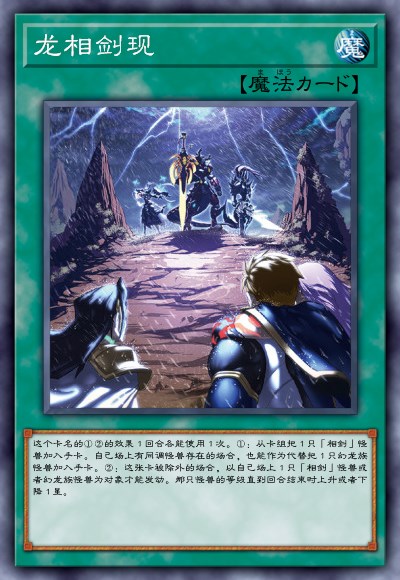 龙相剑现
魔
【魔法カード】
まほう
这个卡名的①②的效果1回合各能使用1次。①：从卡组把1只「相剑」怪
兽加入手卡。自己场上有同调怪兽存在的场合，也能作为代替把1只幻龙族
怪兽加入手卡。②：这张卡被除外的场合，以自己场上1只「相剑」怪兽或
者幻龙族怪兽为对象才能发动。那只怪兽的等级直到回合结束时上升或者下
降1星。